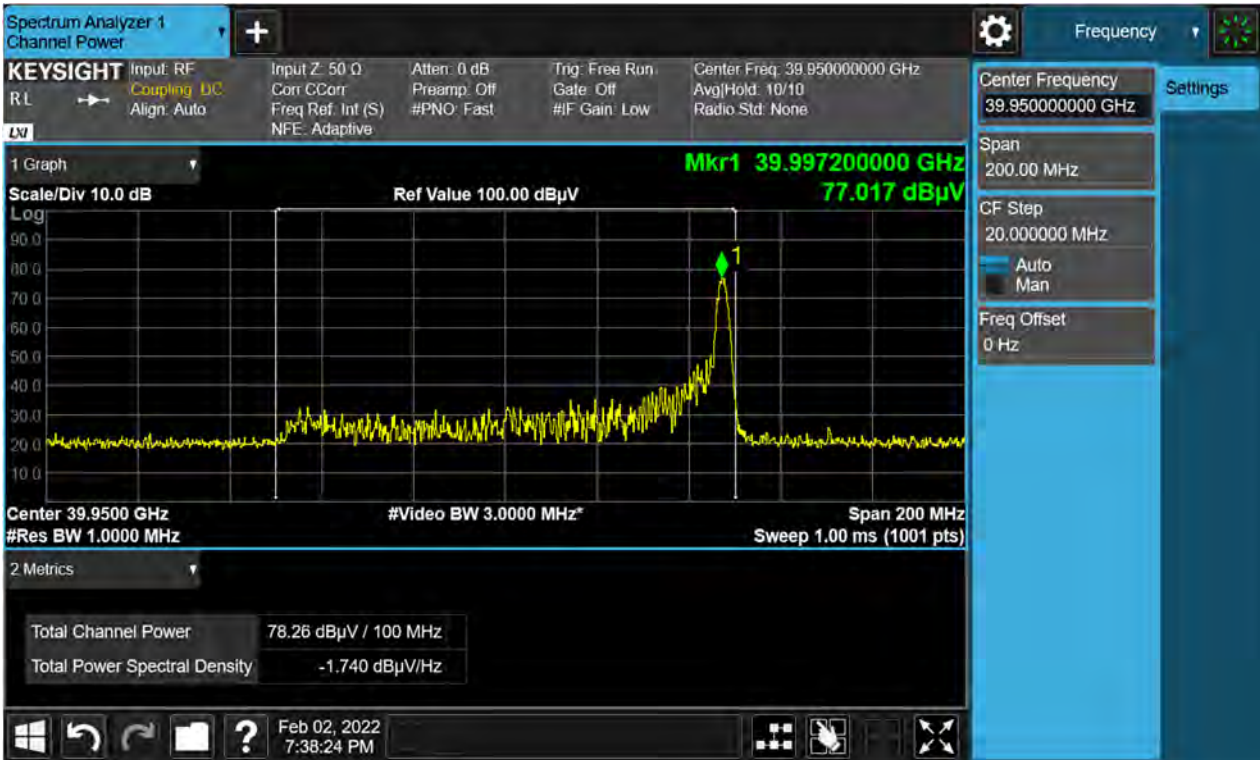 Spectrum Analyzer 1
Channel Power
+
Frequency
KEYSIGHT
RL
LXI
Input: RF
Coupling: DC
Align: Auto
Input Z: 50 Ω
Corr CCorr
Freq Ref: Int (S)
NFE: Adaptive
Atten: 0 dB
Preamp: Off
#PNO: Fast
Trig: Free Run
Gate: Off
#IF Gain: Low
Center Freq: 39.950000000 GHz
Avg|Hold: 10/10
Radio Std: None
Center Frequency
39.950000000 GHz
Settings
Span
200.00 MHz
CF Step
20.000000 MHz
Auto
Man
Freq Offset
0 Hz
1 Graph
Mkr1 39.997200000 GHz
77.017 dBµV
Scale/Div 10.0 dB
Ref Value 100.00 dBµV
Log
90.0
80.0
70.0
60.0
50.0
40.0
30.0
20.0
10.0
1
Center 39.9500 GHz
#Video BW 3.0000 MHz*
Span 200 MHz
#Res BW 1.0000 MHz
Sweep 1.00 ms (1001 pts)
2 Metrics
Total Channel Power 78.26 dBµV / 100 MHz
Total Power Spectral Density -1.740 dBµV/Hz
?
Feb 02, 2022
7:38:24 PM